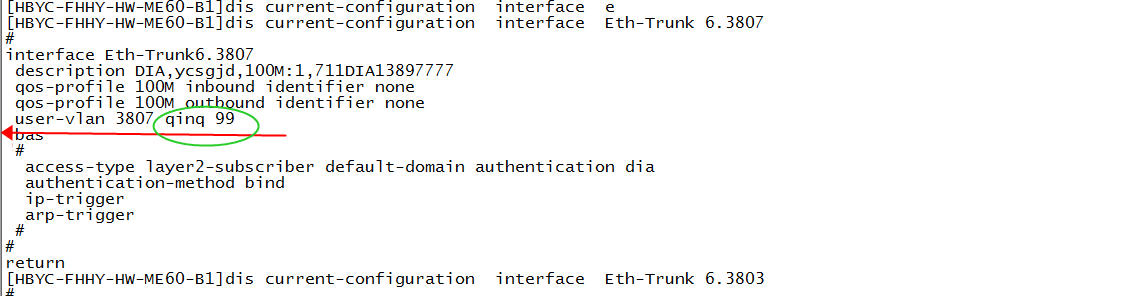 [HBYC-FHHY-HW-ME60-B1]dis current-configuration  interface  e
[HBYC-FHHY-HW-ME60-B1]dis current-configuration  interface  Eth-Trunk 6.3807
#
interface Eth-Trunk6.3807
 description DIA,ycsgjd,100M:1,711DIA13897777
 qos-profile 100M inbound identifier none
 qos-profile 100M outbound identifier none
 user-vlan 3807 qinq 99
 bas
 #
  access-type layer2-subscriber default-domain authentication dia
  authentication-method bind
  ip-trigger
  arp-trigger
 #
#
return
[HBYC-FHHY-HW-ME60-B1]dis current-configuration  interface  Eth-Trunk 6.3803
#